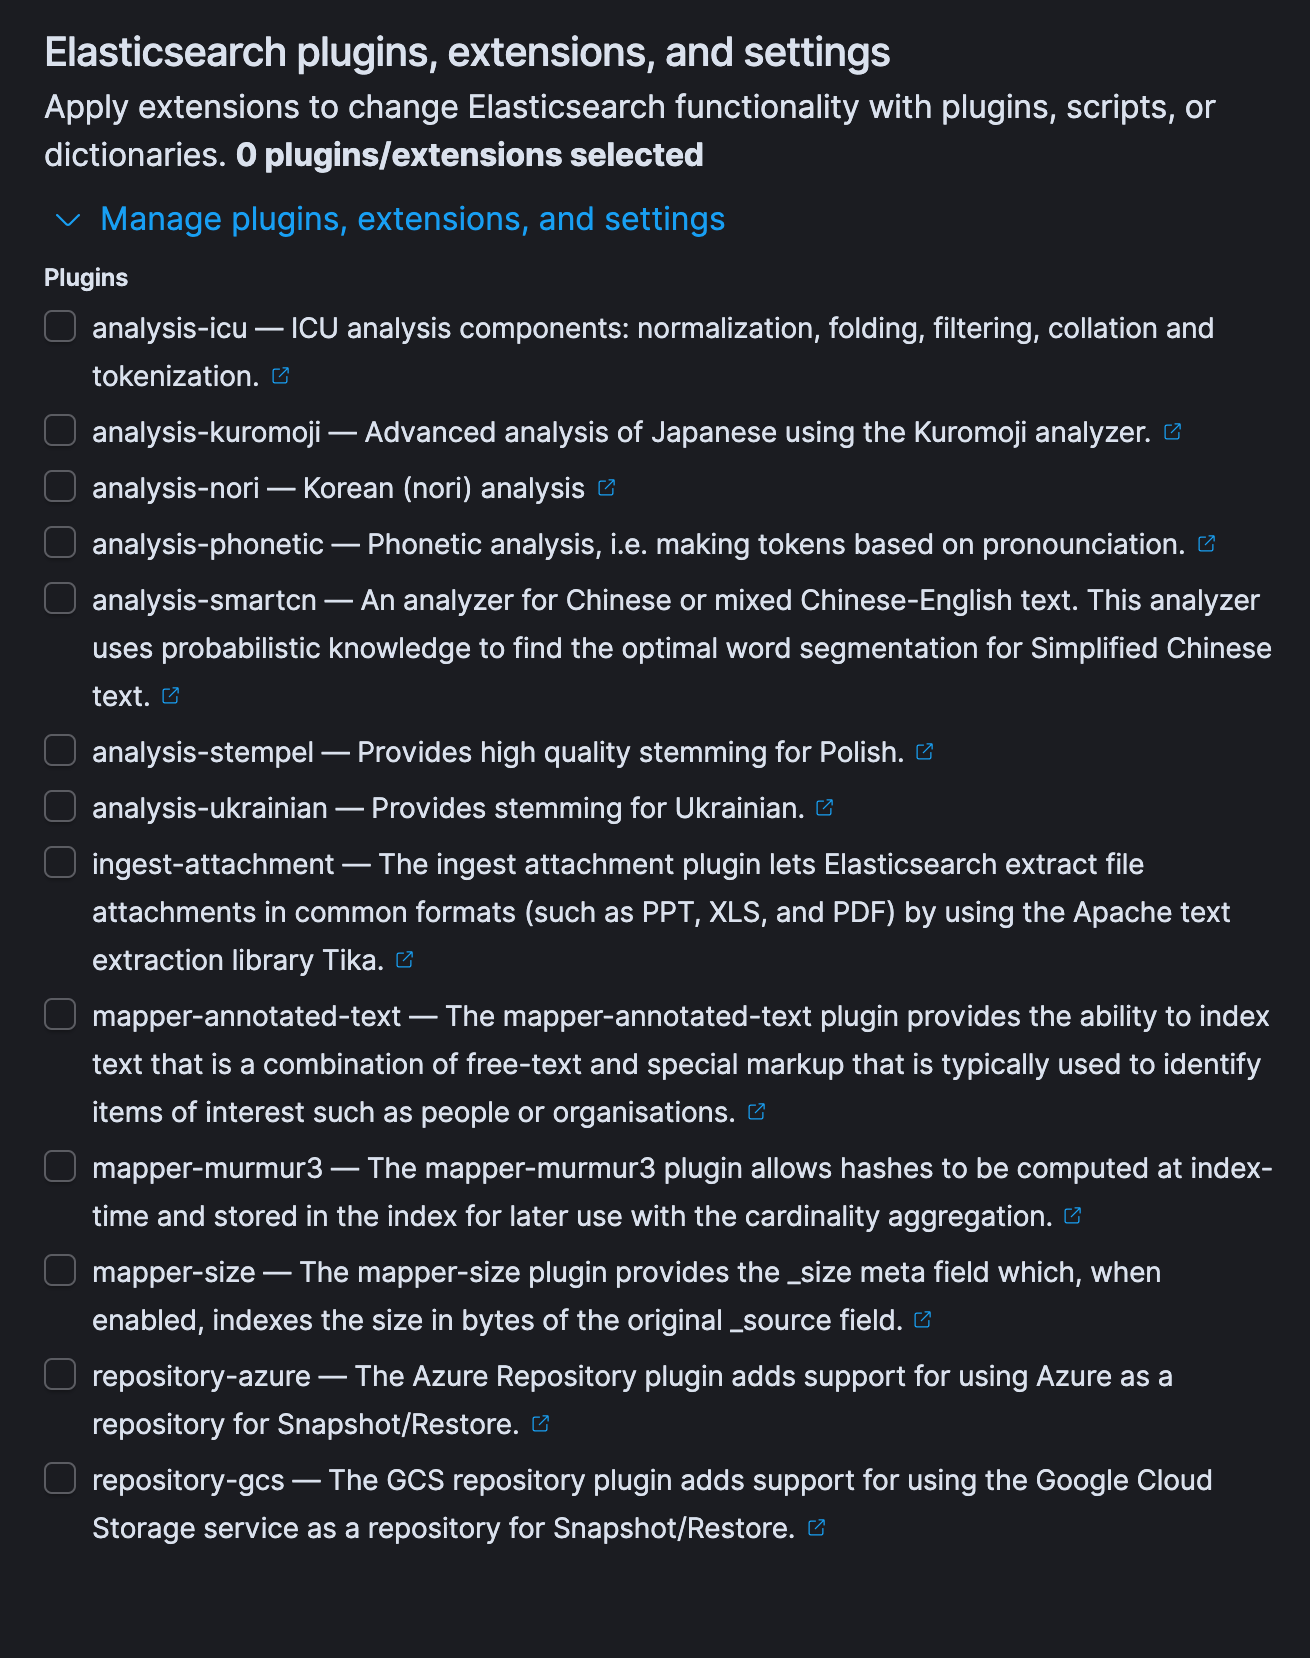 Elasticsearch plugins, extensions, and settings
Apply extensions to change Elasticsearch functionality with plugins, scripts, or
dictionaries. 0 plugins/extensions selected
Manage plugins, extensions, and settings
Plugins
analysis-icu — ICU analysis components: normalization, folding, filtering, collation and
tokenization.
analysis-kuromoji — Advanced analysis of Japanese using the Kuromoji analyzer.
analysis-nori — Korean (nori) analysis
analysis-phonetic — Phonetic analysis, i.e. making tokens based on pronounciation.
analysis-smartcn — An analyzer for Chinese or mixed Chinese-English text. This analyzer
uses probabilistic knowledge to find the optimal word segmentation for Simplified Chinese
text.
analysis-stempel — Provides high quality stemming for Polish.
analysis-ukrainian — Provides stemming for Ukrainian.
ingest-attachment — The ingest attachment plugin lets Elasticsearch extract file
attachments in common formats (such as PPT, XLS, and PDF) by using the Apache text
extraction library Tika.
mapper-annotated-text — The mapper-annotated-text plugin provides the ability to index
text that is a combination of free-text and special markup that is typically used to identify
items of interest such as people or organisations.
mapper-murmur3 — The mapper-murmur3 plugin allows hashes to be computed at index-
time and stored in the index for later use with the cardinality aggregation.
mapper-size — The mapper-size plugin provides the _size meta field which, when
enabled, indexes the size in bytes of the original _source field.
repository-azure — The Azure Repository plugin adds support for using Azure as a
repository for Snapshot/Restore.
repository-gcs — The GCS repository plugin adds support for using the Google Cloud
Storage service as a repository for Snapshot/Restore.